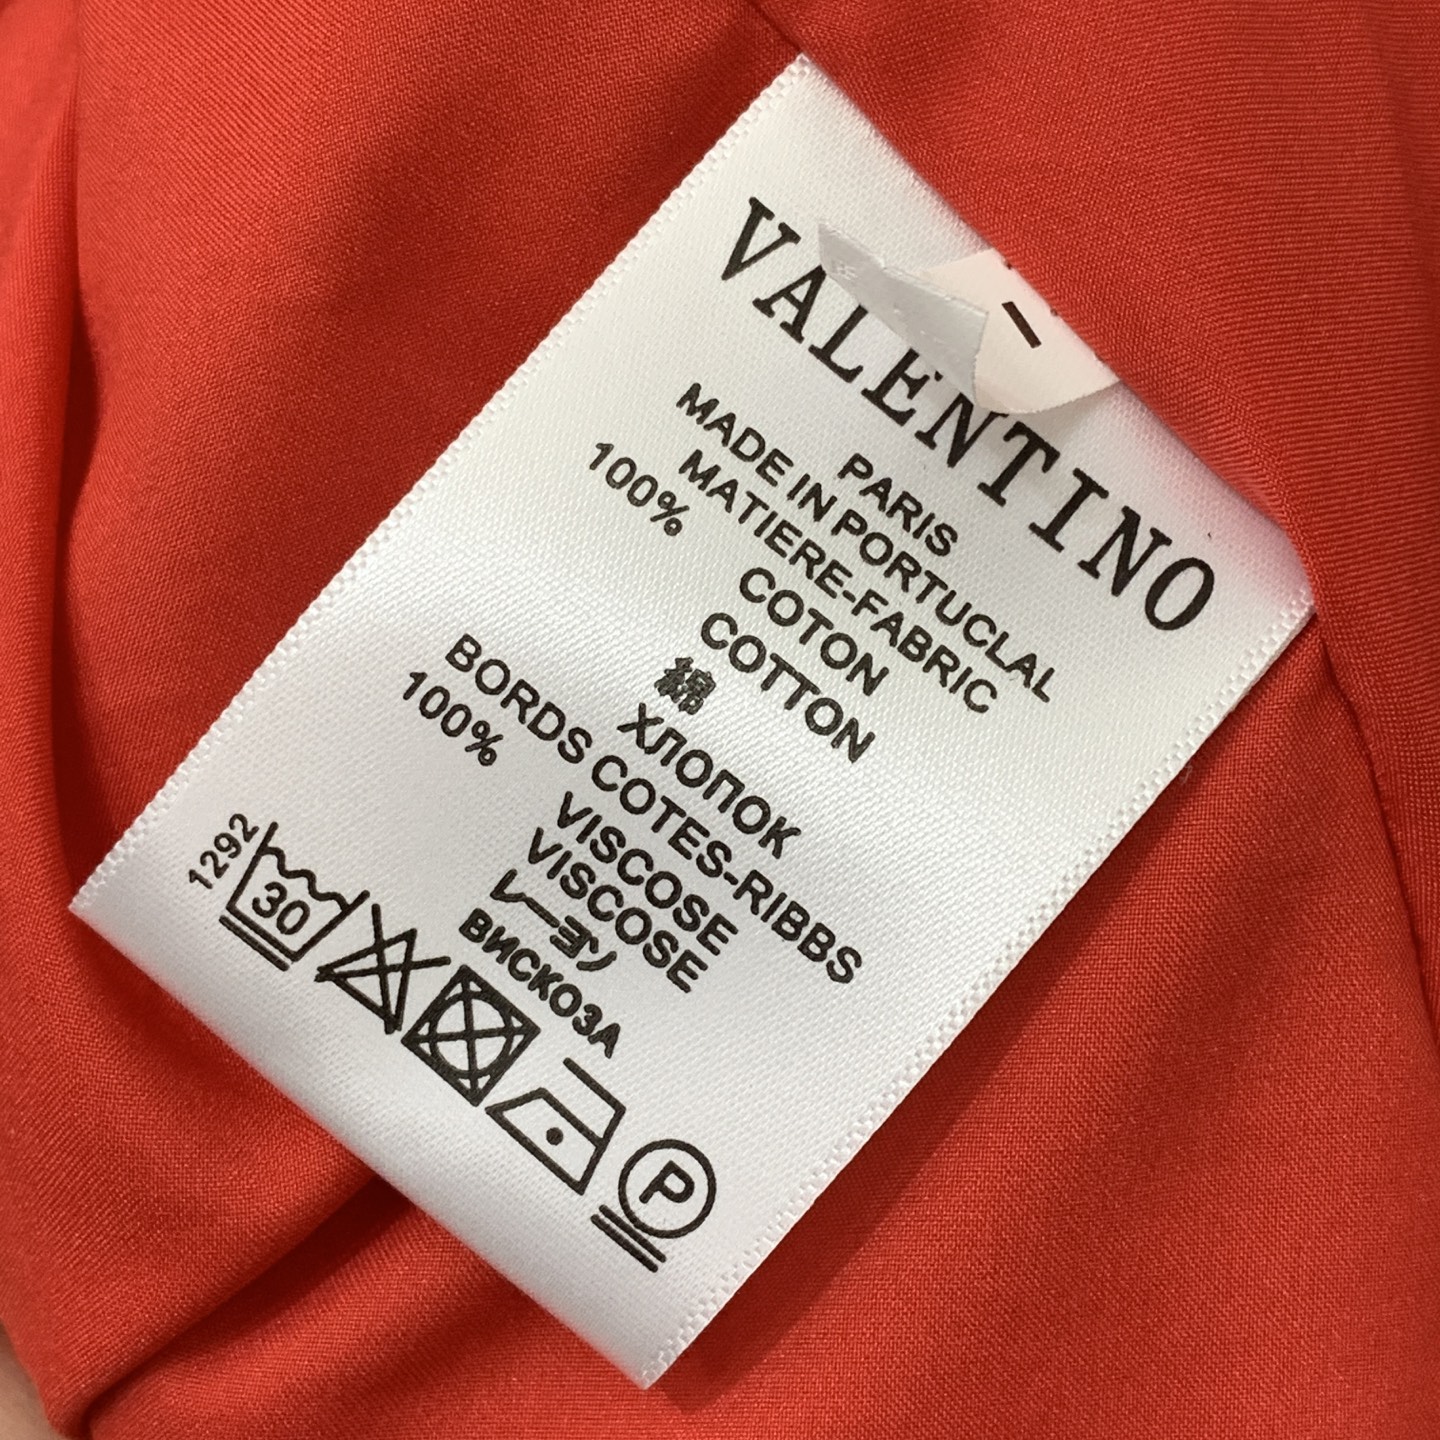 VALENTINO
PARIS
MADE IN PORTUCLAL
MATIERE-FABRIC
100%
COTON
COTTON
綿
ХЛОПОК
BORDS COTES-RIBBS
100%
VISCOSE
VISCOSE
レーヨン
ВИСКОЗА
1292
30
P